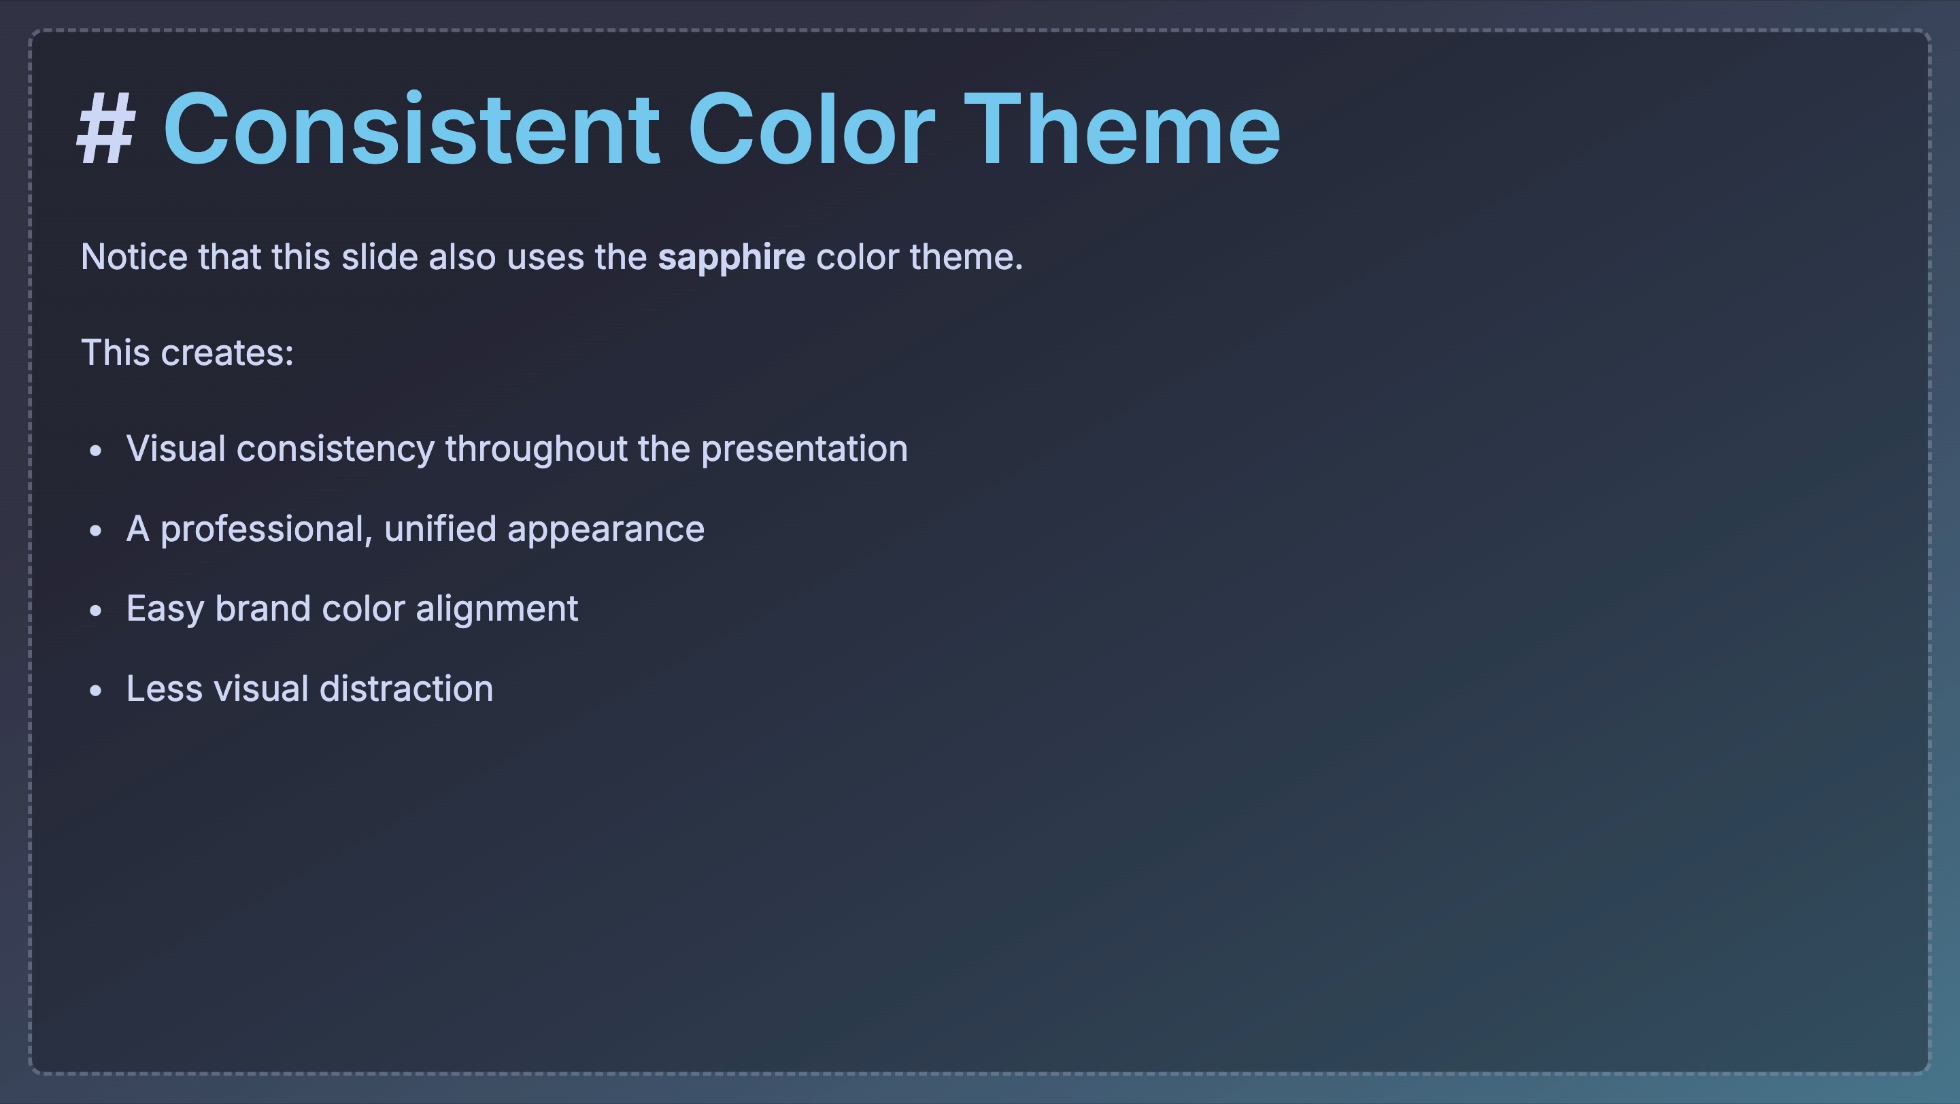 # Consistent Color Theme
Notice that this slide also uses the sapphire color theme.
This creates:
• Visual consistency throughout the presentation
• A professional, unified appearance
• Easy brand color alignment
• Less visual distraction